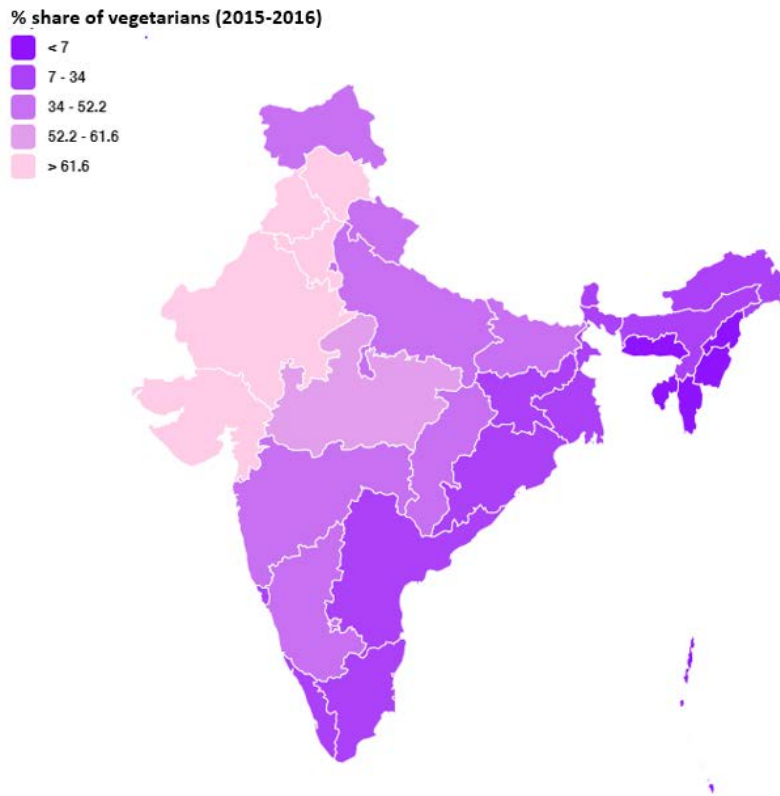 % share of vegetarians (2015-2016)
< 7
7 - 34
34 - 52.2
52.2 - 61.6
> 61.6